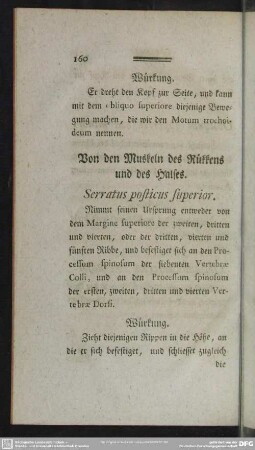 160
Würkung.
Er dreht den Kopf zur Seite, und kann
mit dem obliquo superiore diejenige Bewe-
gung machen, die wir den Motum trochoi-
deum nennen.
Von den Muskeln des Rükkens
und des Halses.
Serratus posticus superior.
Nimmt seinen Ursprung entweder von
dem Margine superiore der zweiten, dritten
und vierten, oder der dritten, vierten und
fünften Ribbe, und befestiget sich an den Pro-
cessum spinosum der siebenten Vertebræ
Colli, und an den Processum spinosum
der ersten, zweiten, dritten und vierten Ver-
tebræ Dorsi.
Würkung.
Zieht diejenigen Rippen in die Höhe, an
die er sich befestiget, und schliesset zugleich
die